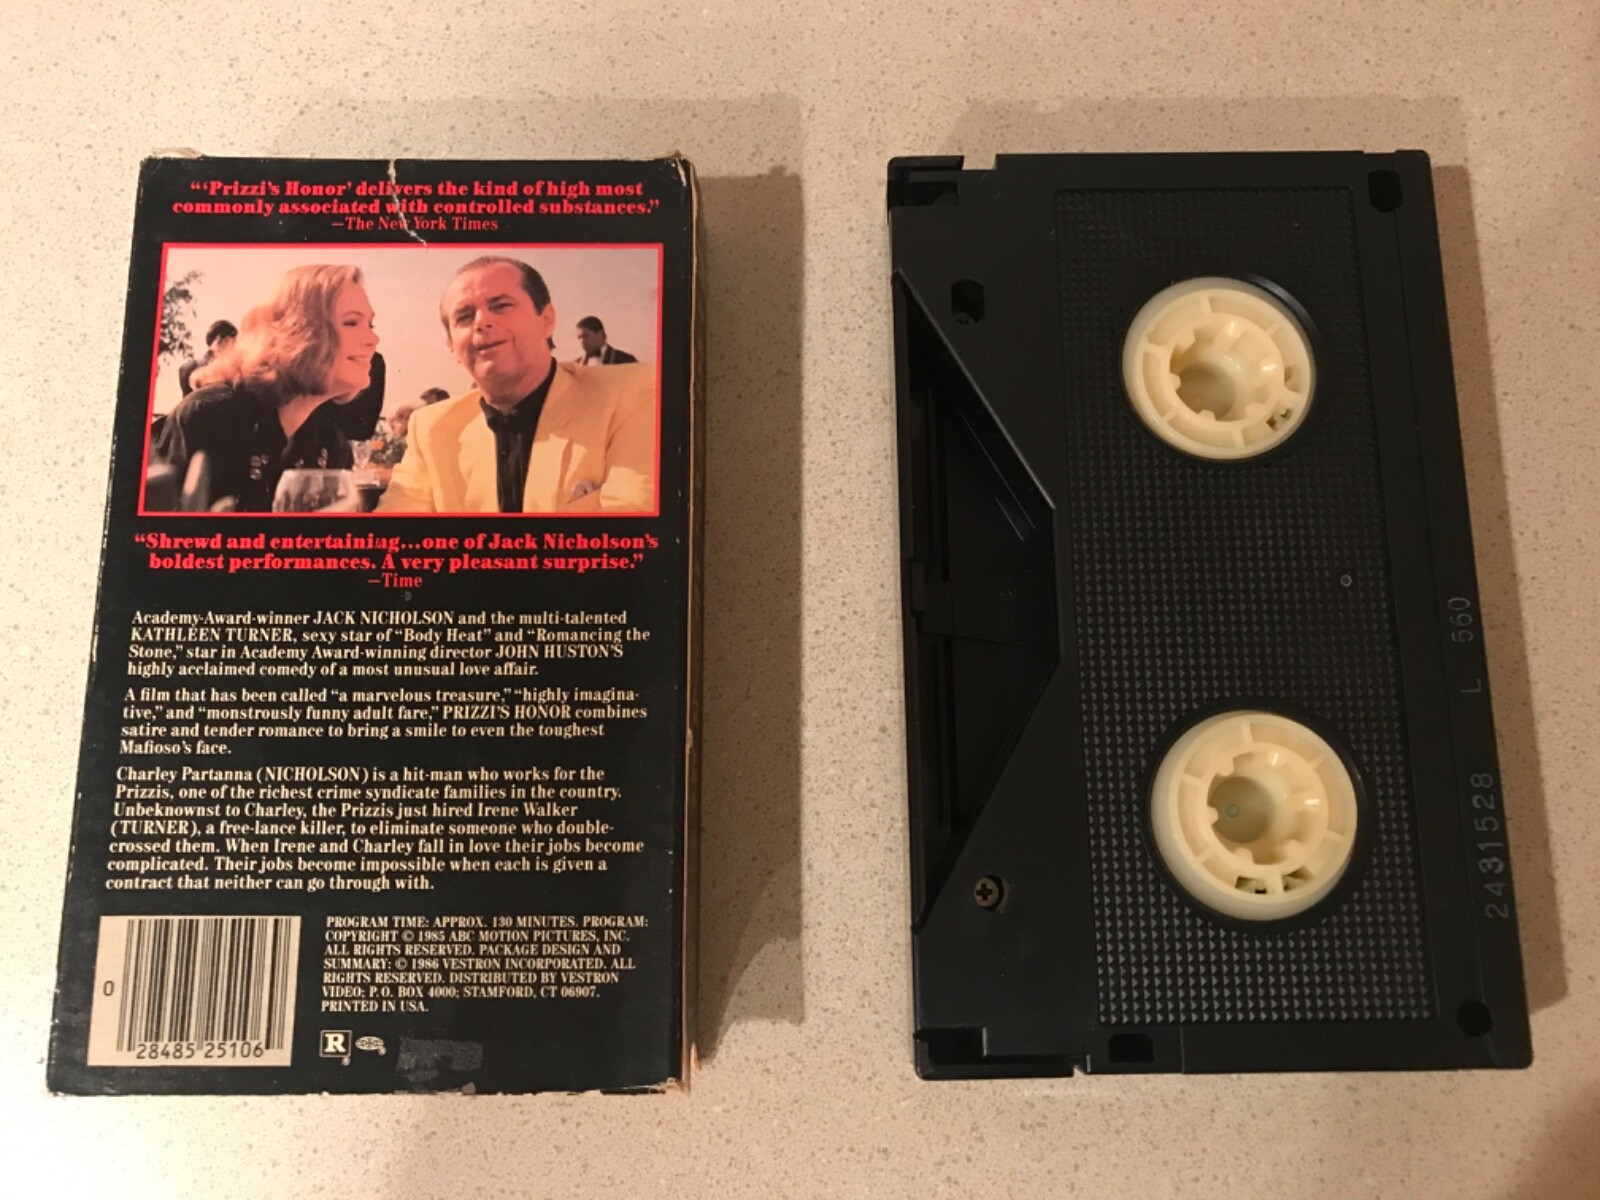 “‘Prizzi’s Honor’ delivers the kind of high most
commonly associated with controlled substances.”
—The New York Times
“Shrewd and entertaining...one of Jack Nicholson’s
boldest performances. A very pleasant surprise.”
—Time
Academy-Award-winner JACK NICHOLSON and the multi-talented
KATHLEEN TURNER, sexy star of “Body Heat” and “Romancing the
Stone,” star in Academy Award-winning director JOHN HUSTON’S
highly acclaimed comedy of a most unusual love affair.
A film that has been called “a marvelous treasure,” “highly imagina-
tive,” and “monstrously funny adult fare,” PRIZZI’S HONOR combines
satire and tender romance to bring a smile to even the toughest
Mafioso’s face.
Charley Partanna (NICHOLSON) is a hit-man who works for the
Prizzis, one of the richest crime syndicate families in the country.
Unbeknownst to Charley, the Prizzis just hired Irene Walker
(TURNER), a free-lance killer, to eliminate someone who double-
crossed them. When Irene and Charley fall in love their jobs become
complicated. Their jobs become impossible when each is given a
contract that neither can go through with.
PROGRAM TIME: APPROX. 130 MINUTES. PROGRAM:
COPYRIGHT © 1985 ABC MOTION PICTURES, INC.
ALL RIGHTS RESERVED. PACKAGE DESIGN AND
SUMMARY: © 1986 VESTRON INCORPORATED. ALL
RIGHTS RESERVED. DISTRIBUTED BY VESTRON
VIDEO; P.O. BOX 4000; STAMFORD, CT 06907.
PRINTED IN USA.
0 28485 25106
R
2431528 L 560